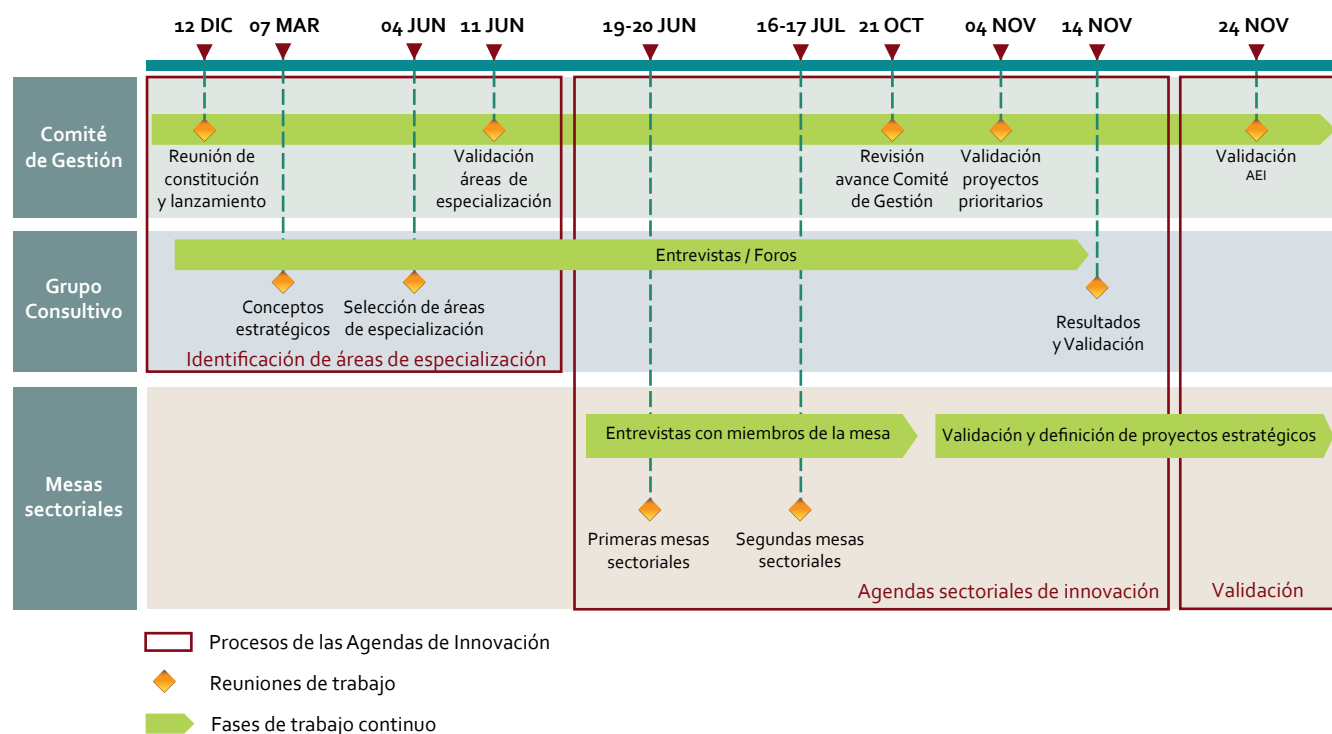 12 DIC
07 MAR
04 JUN
11 JUN
19-20 JUN
16-17 JUL
21 OCT
04 NOV
14 NOV
24 NOV
Comité
de Gestión
Reunión de
constitución
y lanzamiento
Validación
áreas de
especialización
Revisión
avance Comité
de Gestión
Validación
proyectos
prioritarios
Validación
AEI
Grupo
Consultivo
Entrevistas / Foros
Conceptos
estratégicos
Selección de áreas
de especialización
Resultados
y Validación
Identificación de áreas de especialización
Mesas
sectoriales
Entrevistas con miembros de la mesa
Validación y definición de proyectos estratégicos
Primeras mesas
sectoriales
Segundas mesas
sectoriales
Agendas sectoriales de innovación
Validación
Procesos de las Agendas de Innovación
Reuniones de trabajo
Fases de trabajo continuo